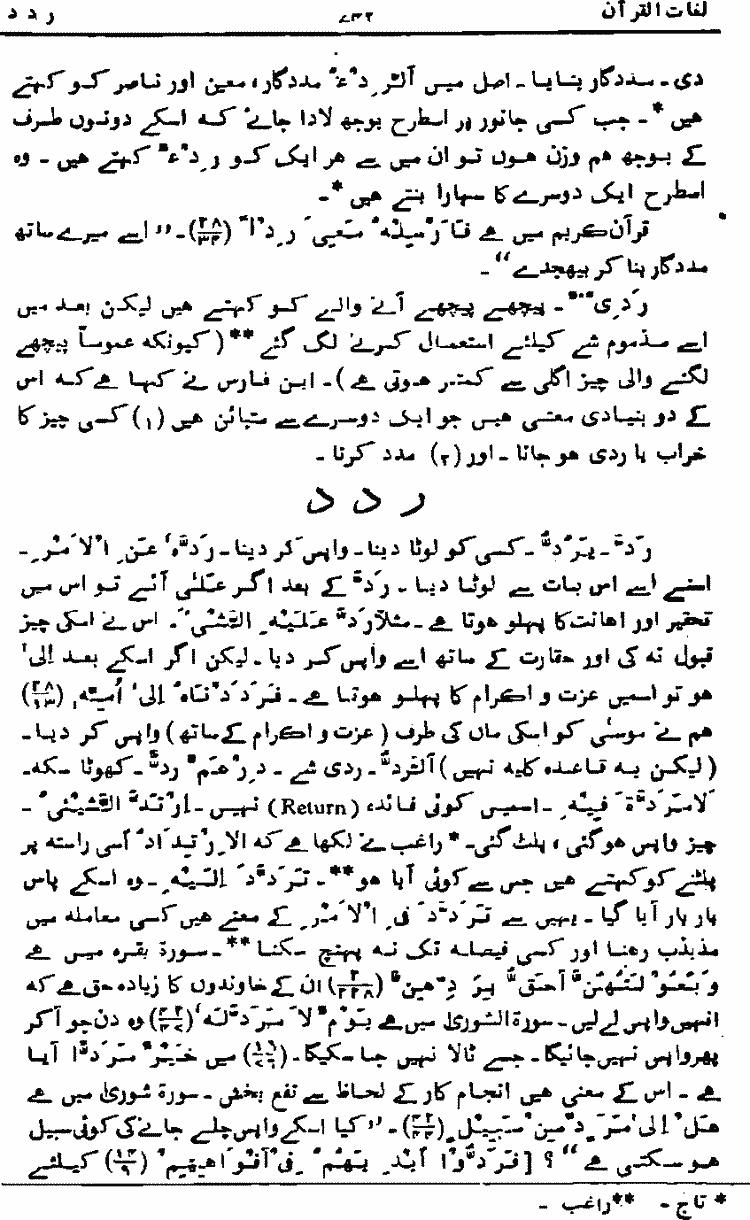 لغات القرآن ۷۳۲ ر د د
دی ۔ مددگار بنایا ۔ اصل میں اَلرِّدْءُ مددگار، معین اور ناصر کو کہتے
ہیں * ۔ جب کسی جانور پر اسطرح بوجھ لادا جائے کہ اسکے دونوں طرف
کے بوجھ ہم وزن ہوں تو ان میں سے ہر ایک کو رِدْءٌ کہتے ہیں ۔ وہ
اسطرح ایک دوسرے کا سہارا بنتے ہیں * ۔
قرآن کریم میں ہے فَاَرْسِلْهُ مَعِیَ رِدْاً (۲۸/۳۴) ۔ ’’اسے میرے ساتھ
مددگار بنا کر بھیجدے‘‘ ۔
رَدِیٌٔ ۔ پیچھے پیچھے آنے والے کو کہتے ہیں لیکن بعد میں
اسے مذموم شے کیلئے استعمال کرنے لگ گئے ** (کیونکہ عموماً پیچھے
لگنے والی چیز اگلی سے کمتر ہوتی ہے) ۔ ابن فارس نے کہا ہے کہ اس
کے دو بنیادی معنی ہیں جو ایک دوسرے سے متبائن ہیں (۱) کسی چیز کا
خراب یا ردی ہو جانا ۔ اور (۲) مدد کرنا ۔
ر د د
رَدَّ ۔ یَرُدُّ ۔ کسی کو لوٹا دینا ۔ واپس کر دینا ۔ رَدَّہٗ عَنِ الْاَمْرِ ۔
اسنے اسے اس بات سے لوٹا دیا ۔ رَدَّ کے بعد اگر عَلٰی آئے تو اس میں
تحقیر اور اہانت کا پہلو ہوتا ہے ۔ مثلاً رَدَّ عَلَیْہِ الشَّیْیَٔ ۔ اس نے اسکی چیز
قبول نہ کی اور حقارت کے ساتھ اسے واپس کر دیا ۔ لیکن اگر اسکے بعد اِلیٰ
ہو تو اسمیں عزت و اکرام کا پہلو ہوتا ہے ۔ فَرَدَدْنَاہُ اِلیٰ اُمِّہٖ (۲۸/۱۳)
ہم نے موسٰی کو اسکی ماں کی طرف (عزت و اکرام کے ساتھ) واپس کر دیا ۔
(لیکن یہ قاعدہ کلیہ نہیں) اَلرَّدُّ ۔ ردی شے ۔ دِرْهَمٌ رَدٌّ ۔ کھوٹا سکہ۔
لَامَرَدَّۃَ فِیْہِ ۔ اسمیں کوئی فائدہ (Return) نہیں ۔ اِرْتَدَّ الشَّیْیُٔ ۔
چیز واپس ہو گئی ، پلٹ گئی۔ * راغب نے لکھا ہے کہ الْاِرْتِدَادُ اسی راستہ پر
پلٹنے کو کہتے ہیں جس سے کوئی آیا ہو ** ۔ تَرَدَّدَ اِلَیْہِ ۔ وہ اسکے پاس
بار بار آیا گیا ۔ یہیں سے تَرَدَّدَ فِی الْاَمْرِ کے معنے ہیں کسی معاملہ میں
مذبذب رہنا اور کسی فیصلہ تک نہ پہنچ سکنا ** ۔ سورۃ بقرہ میں ہے
وَبُعُوْلَتُهُنَّ اَحَقُّ بِرَدِّهِنَّ (۲/۲۲۸) ان کے خاوندوں کا زیادہ حق ہے کہ
انہیں واپس لے لیں ۔ سورۃ الشوریٰ میں ہے یَوْمٌ لَا مَرَدَّلَهٗ (۴۲/۴۷) وہ دن جو آ کر
پھر واپس نہیں جائیگا ۔ جسے ٹالا نہیں جا سکیگا ۔ (۱۹/۷۶) میں خَیْرٌ مَرَدًّا آیا
ہے ۔ اس کے معنی ہیں انجام کار کے لحاظ سے نفع بخش ۔ سورۃ شوریٰ میں ہے
هَلْ اِلیٰ مَرَدٍّ مِنْ سَبِیْلٍ (۴۲/۴۴) ۔ ’’کیا اسکے واپس چلے جانے کی کوئی سبیل
ہو سکتی ہے‘‘ ؟ [ فَرَدُّوْا اَیْدِیَهُمْ فِیْ اَفْوَاهِهِمْ (۱۴/۹) کیلئے
* تاج ۔ ** راغب ۔